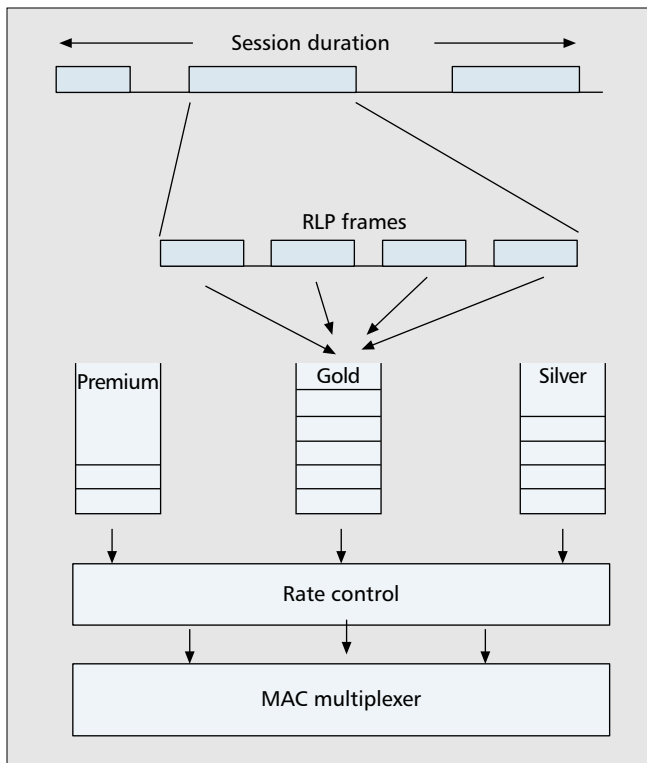 Session duration
RLP frames
Premium
Gold
Silver
Rate control
MAC multiplexer